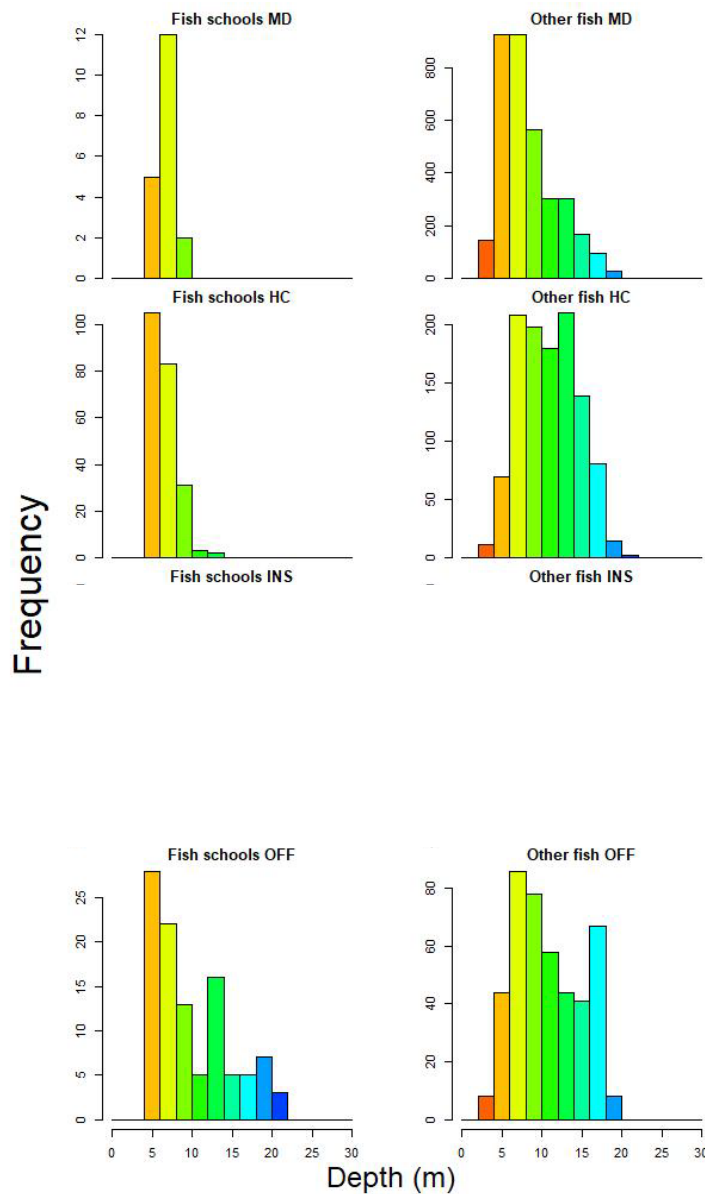 Fish schools MD
Other fish MD
12
10
8
6
4
2
0
800
600
400
200
0
Fish schools HC
Other fish HC
100
80
60
40
20
0
200
150
100
50
0
Frequency
Fish schools INS
Other fish INS
Fish schools OFF
Other fish OFF
25
20
15
10
5
0
80
60
40
20
0
0 5 10 15 20 25 30
0 5 10 15 20 25 30
Depth (m)